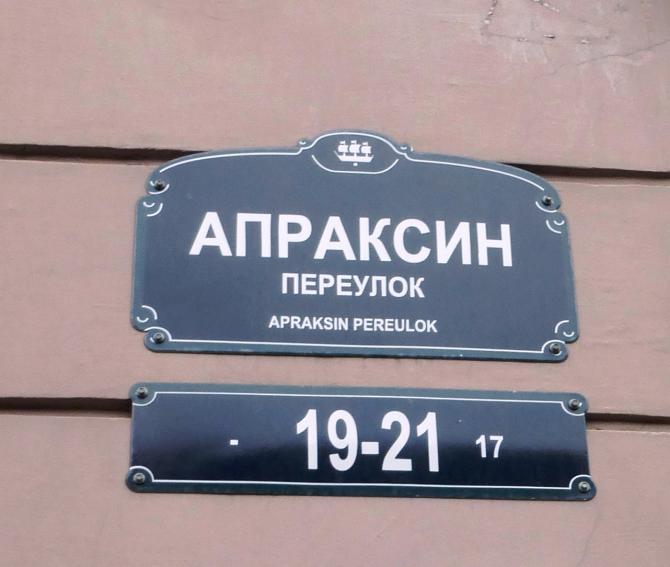 АПРАКСИН
ПЕРЕУЛОК
APRAKSIN PEREULOK
- 19-21 17